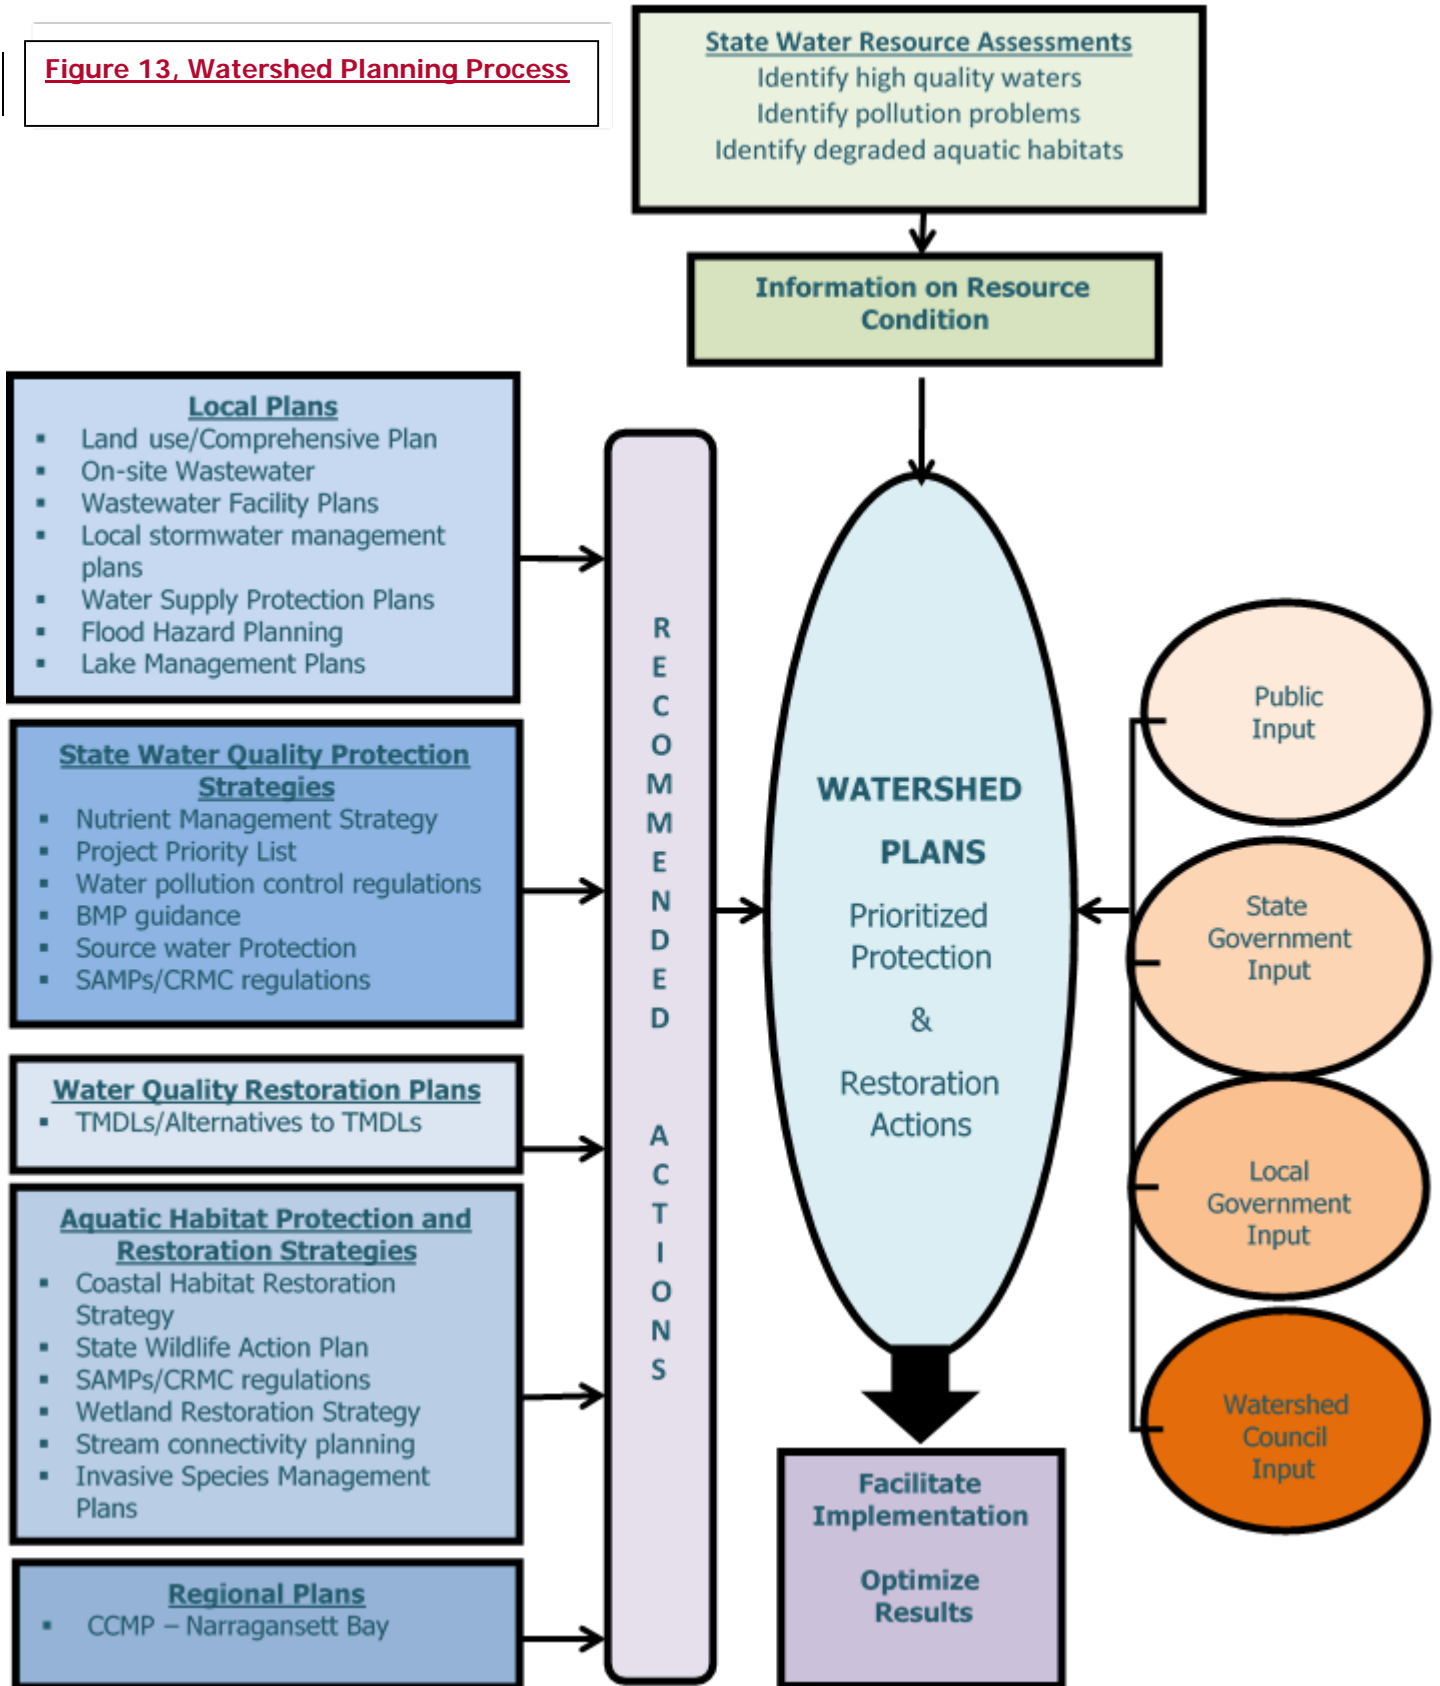 Figure 13, Watershed Planning Process
State Water Resource Assessments
Identify high quality waters
Identify pollution problems
Identify degraded aquatic habitats
Information on Resource
Condition
Local Plans
▪ Land use/Comprehensive Plan
▪ On-site Wastewater
▪ Wastewater Facility Plans
▪ Local stormwater management
plans
▪ Water Supply Protection Plans
▪ Flood Hazard Planning
▪ Lake Management Plans
State Water Quality Protection
Strategies
▪ Nutrient Management Strategy
▪ Project Priority List
▪ Water pollution control regulations
▪ BMP guidance
▪ Source water Protection
▪ SAMPs/CRMC regulations
Water Quality Restoration Plans
▪ TMDLs/Alternatives to TMDLs
Aquatic Habitat Protection and
Restoration Strategies
▪ Coastal Habitat Restoration
Strategy
▪ State Wildlife Action Plan
▪ SAMPs/CRMC regulations
▪ Wetland Restoration Strategy
▪ Stream connectivity planning
▪ Invasive Species Management
Plans
Regional Plans
▪ CCMP – Narragansett Bay
RECOMMENDED ACTIONS
WATERSHED
PLANS
Prioritized
Protection
&
Restoration
Actions
Public
Input
State
Government
Input
Local
Government
Input
Watershed
Council
Input
Facilitate
Implementation
Optimize
Results